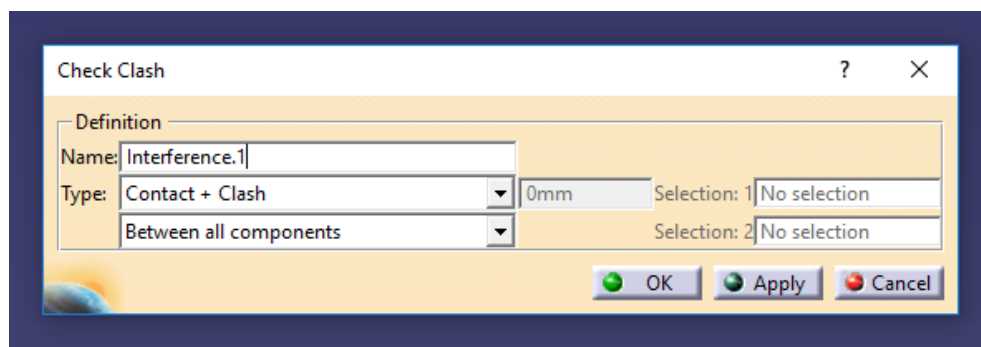 Check Clash ?
Definition
Name: Interference.1
Type: Contact + Clash 0mm Selection: 1 No selection
Between all components Selection: 2 No selection
OK Apply Cancel